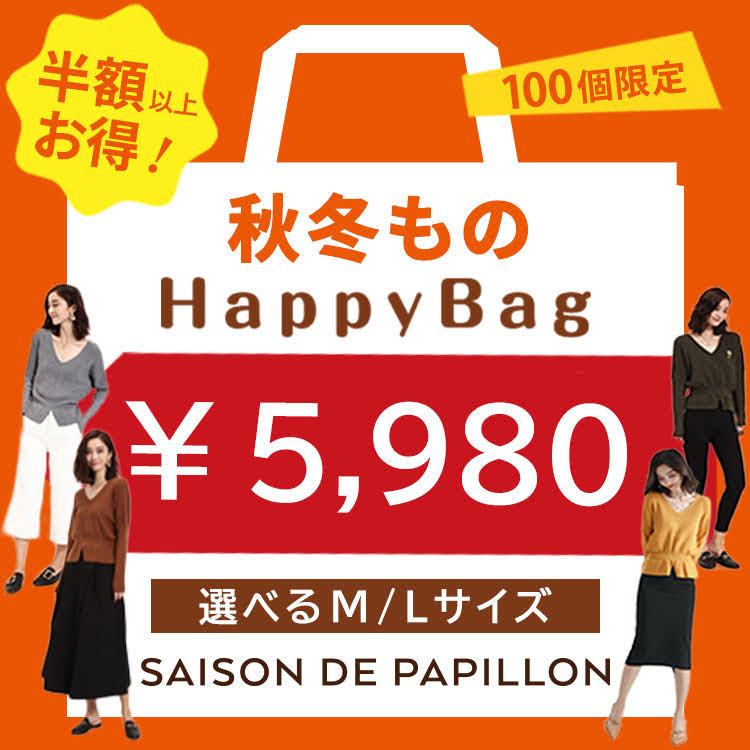 半額以上
お得！
100個限定
秋冬もの
HappyBag
￥5,980
選べるM/Lサイズ
SAISON DE PAPILLON